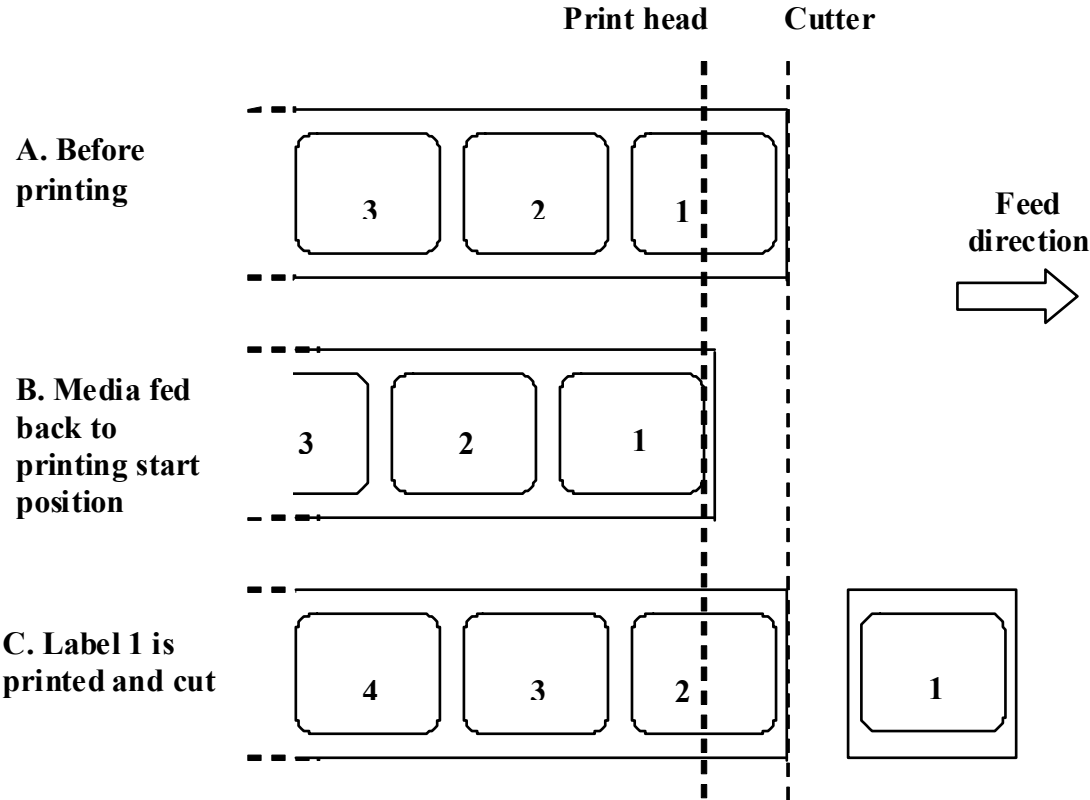 Print head Cutter
A. Before
printing
3 2 1
Feed
direction
B. Media fed
back to
printing start
position
3 2 1
C. Label 1 is
printed and cut
4 3 2 1